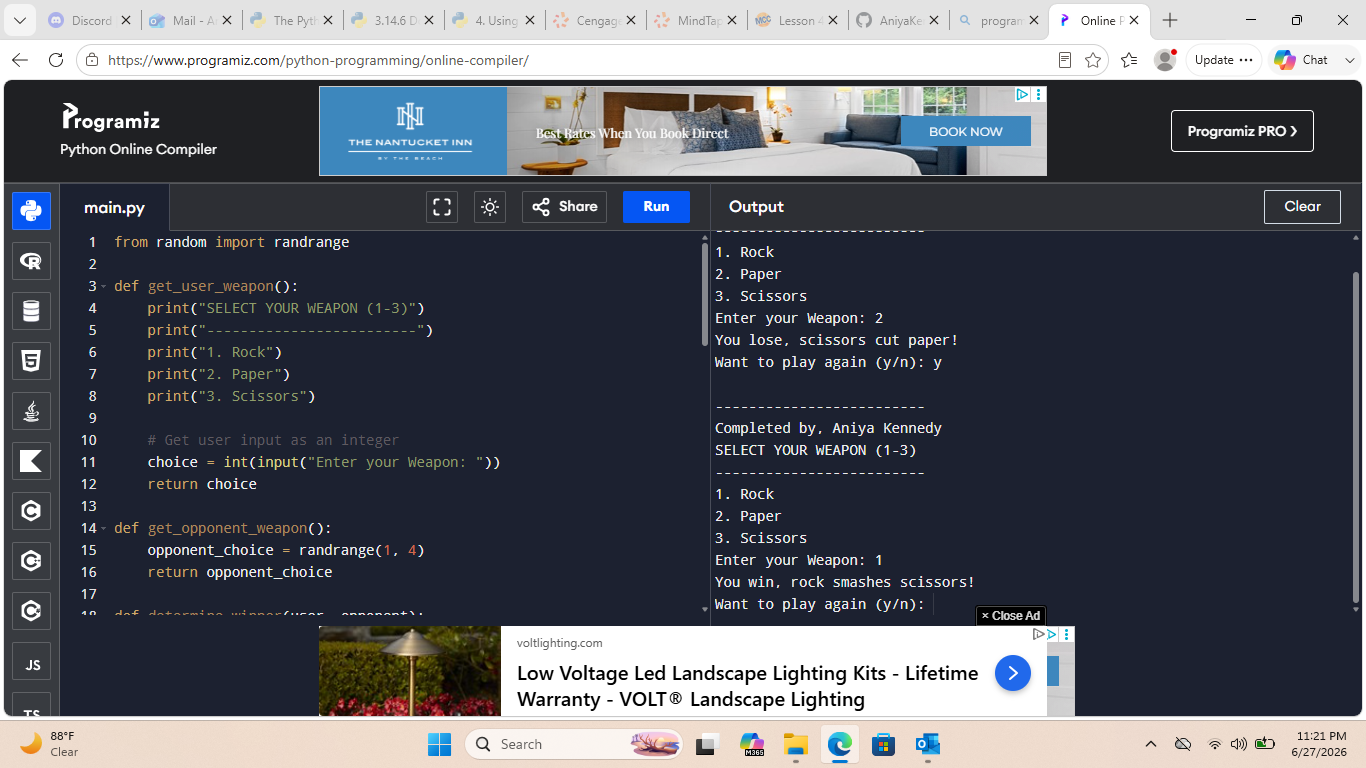 Discord
Mail - A
The Pyth
3.14.6 D
4. Using
Cengage
MindTap
Lesson 4
AniyaKe
program
Online P
https://www.programiz.com/python-programming/online-compiler/
Update
Chat
Programiz
Python Online Compiler
THE NANTUCKET INN
BY THE BEACH
Best Rates When You Book Direct
BOOK NOW
Programiz PRO ❯
main.py
Share
Run
Output
Clear
1 from random import randrange
2
3 def get_user_weapon():
4     print("SELECT YOUR WEAPON (1-3)")
5     print("-------------------------")
6     print("1. Rock")
7     print("2. Paper")
8     print("3. Scissors")
9
10     # Get user input as an integer
11     choice = int(input("Enter your Weapon: "))
12     return choice
13
14 def get_opponent_weapon():
15     opponent_choice = randrange(1, 4)
16     return opponent_choice
17
18 def determine_winner(user, opponent):
-------------------------
1. Rock
2. Paper
3. Scissors
Enter your Weapon: 2
You lose, scissors cut paper!
Want to play again (y/n): y
-------------------------
Completed by, Aniya Kennedy
SELECT YOUR WEAPON (1-3)
-------------------------
1. Rock
2. Paper
3. Scissors
Enter your Weapon: 1
You win, rock smashes scissors!
Want to play again (y/n):
JS
TS
× Close Ad
voltlighting.com
Low Voltage Led Landscape Lighting Kits - Lifetime
Warranty - VOLT® Landscape Lighting
88°F
Clear
Search
M365
11:21 PM
6/27/2026